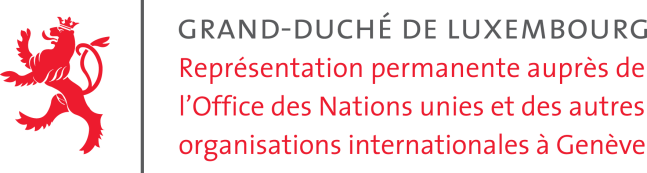 GRAND-DUCHÉ DE LUXEMBOURG
Représentation permanente auprès de
l’Office des Nations unies et des autres
organisations internationales à Genève